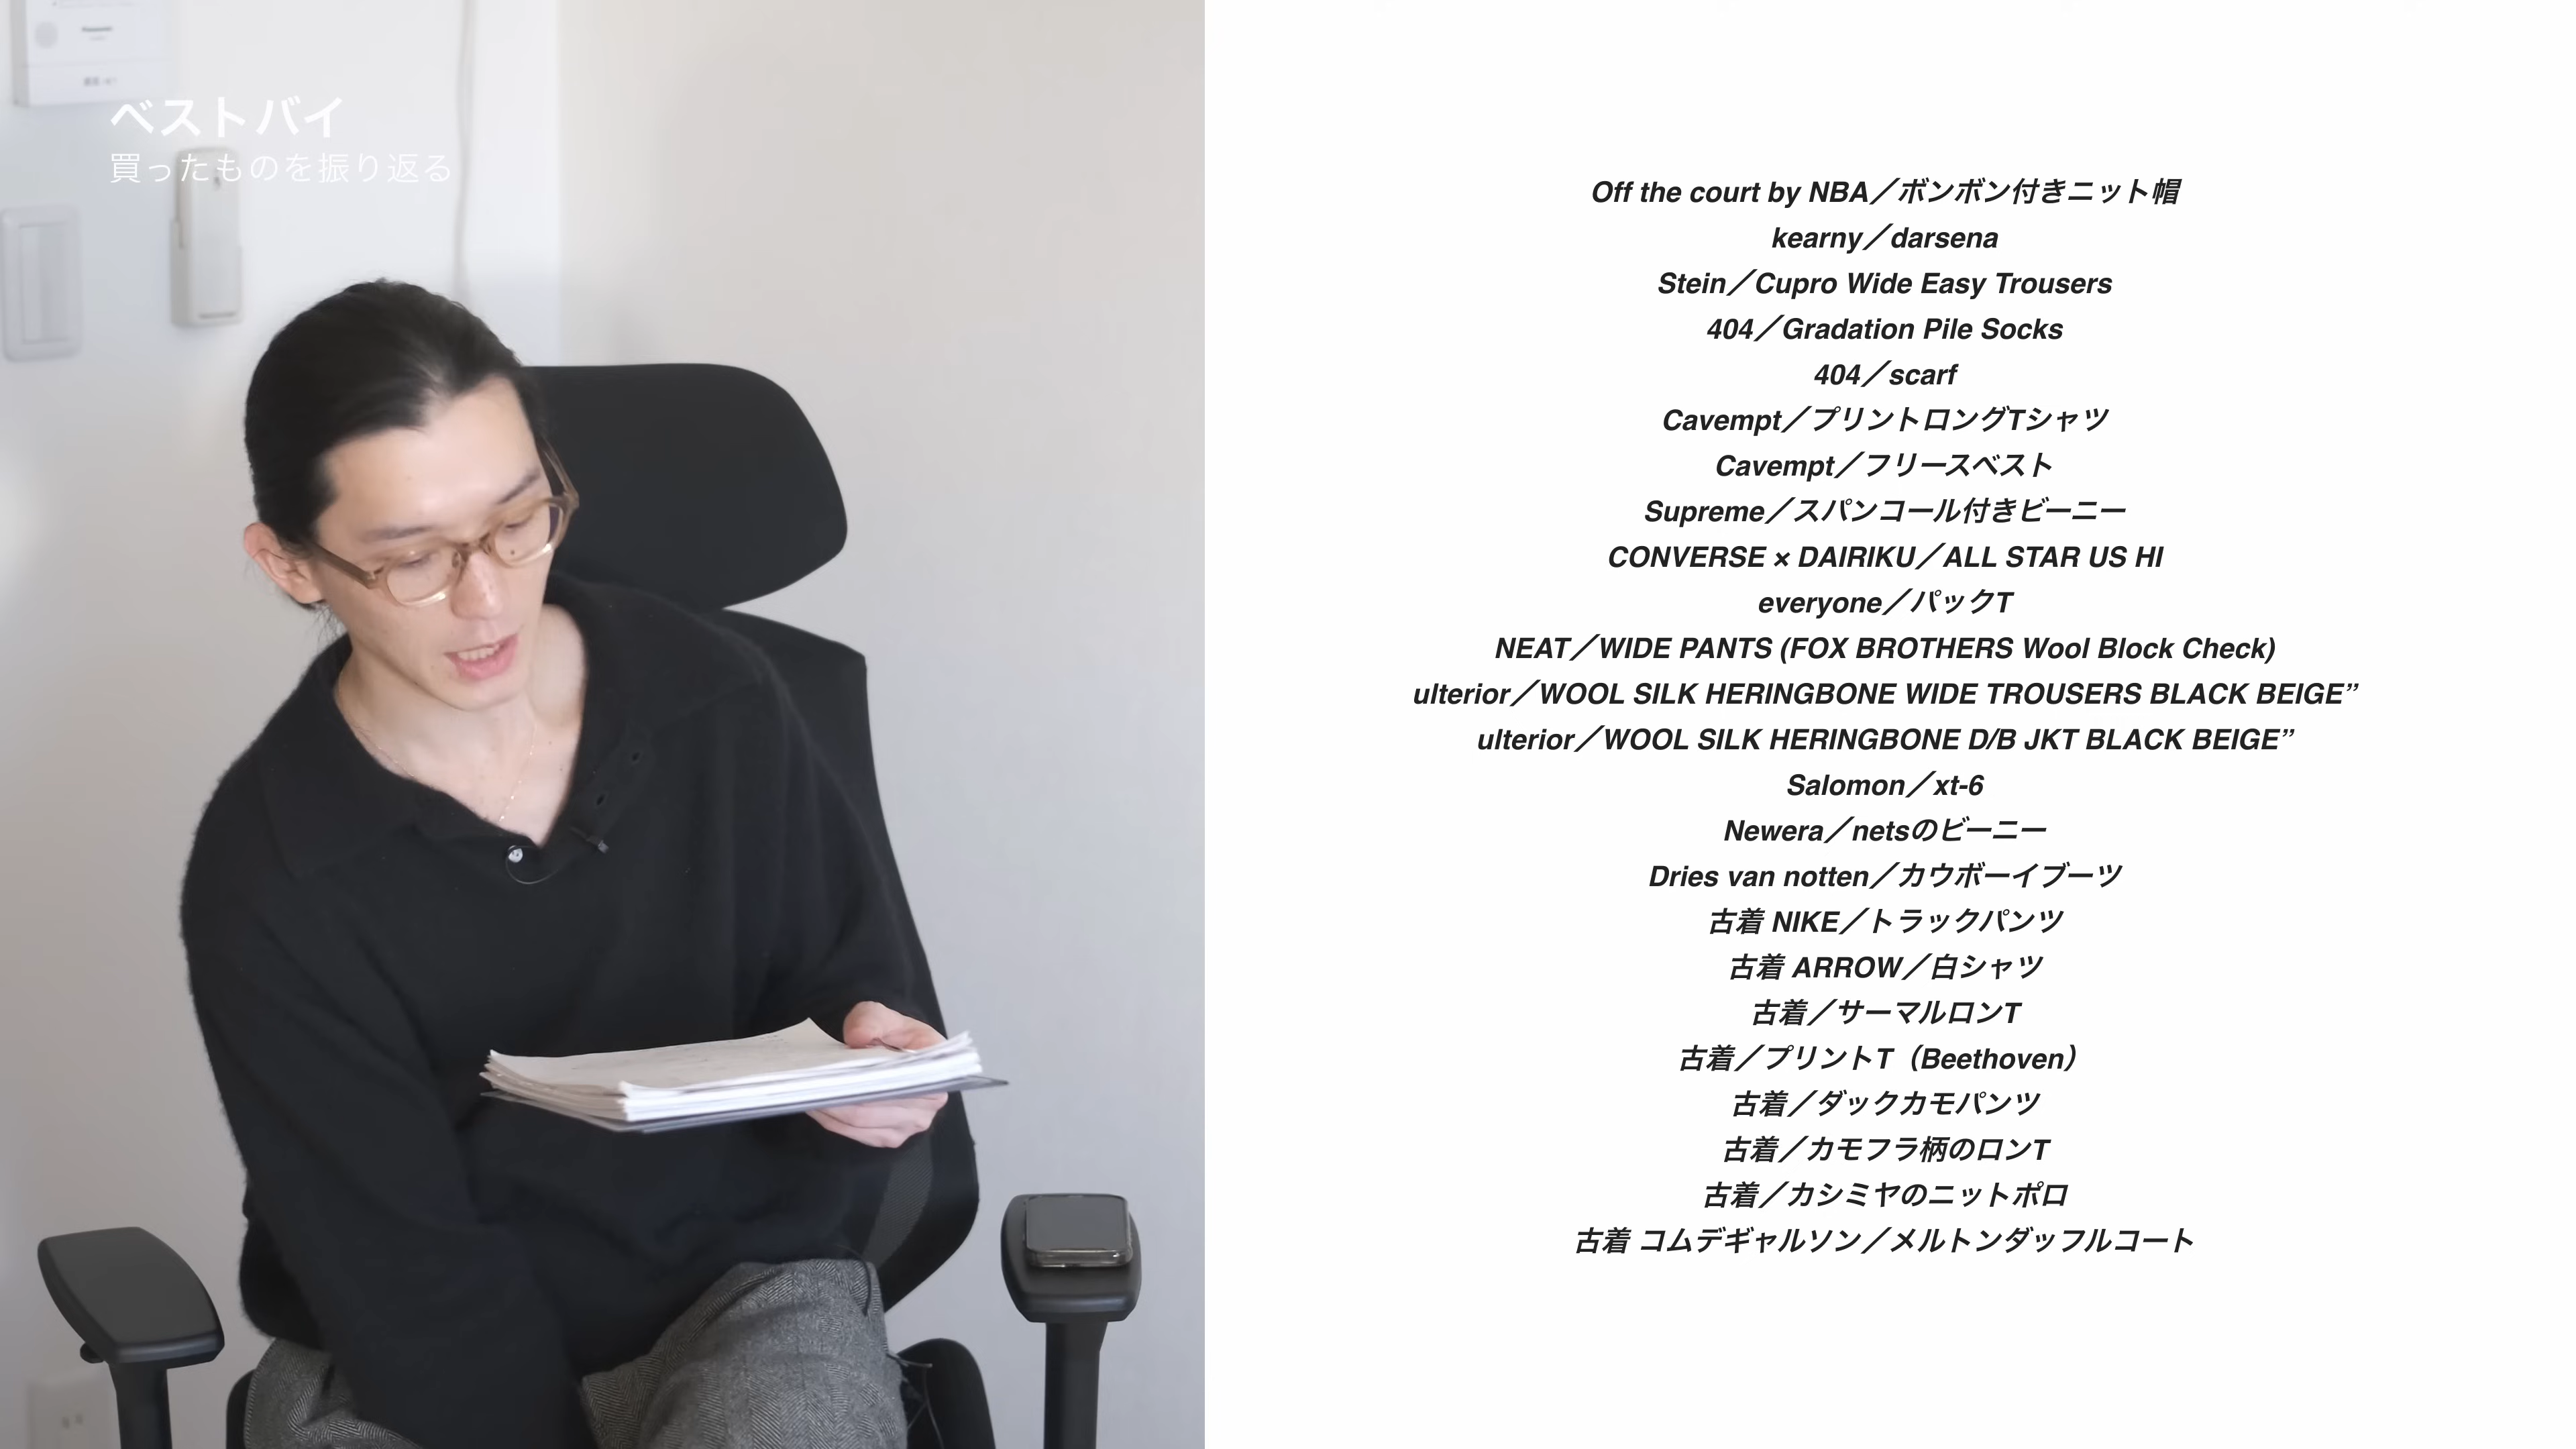 Panasonic
ベストバイ
買ったものを振り返る
Off the court by NBA／ボンボン付きニット帽
kearny／darsena
Stein／Cupro Wide Easy Trousers
404／Gradation Pile Socks
404／scarf
Cavempt／プリントロングTシャツ
Cavempt／フリースベスト
Supreme／スパンコール付きビーニー
CONVERSE × DAIRIKU／ALL STAR US HI
everyone／パックT
NEAT／WIDE PANTS (FOX BROTHERS Wool Block Check)
ulterior／WOOL SILK HERINGBONE WIDE TROUSERS BLACK BEIGE”
ulterior／WOOL SILK HERINGBONE D/B JKT BLACK BEIGE”
Salomon／xt-6
Newera／netsのビーニー
Dries van notten／カウボーイブーツ
古着 NIKE／トラックパンツ
古着 ARROW／白シャツ
古着／サーマルロンT
古着／プリントT（Beethoven）
古着／ダックカモパンツ
古着／カモフラ柄のロンT
古着／カシミヤのニットポロ
古着 コムデギャルソン／メルトンダッフルコート